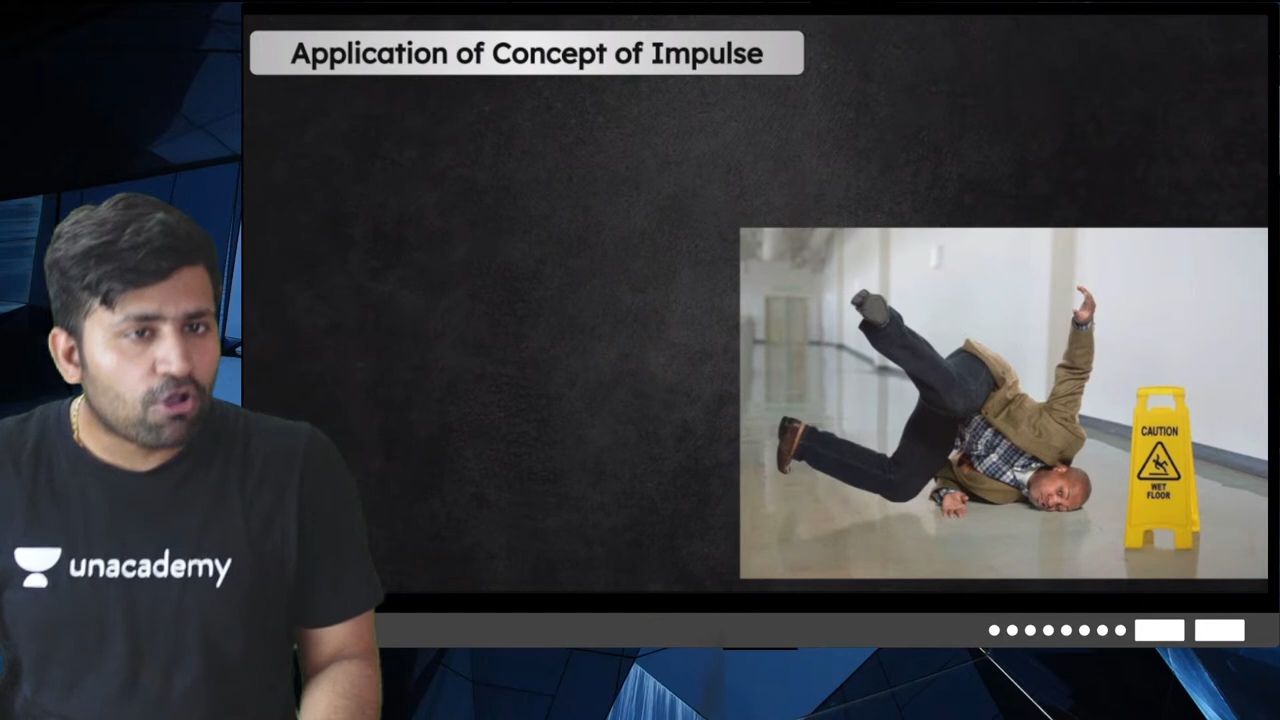 Application of Concept of Impulse
CAUTION
WET
FLOOR
unacademy